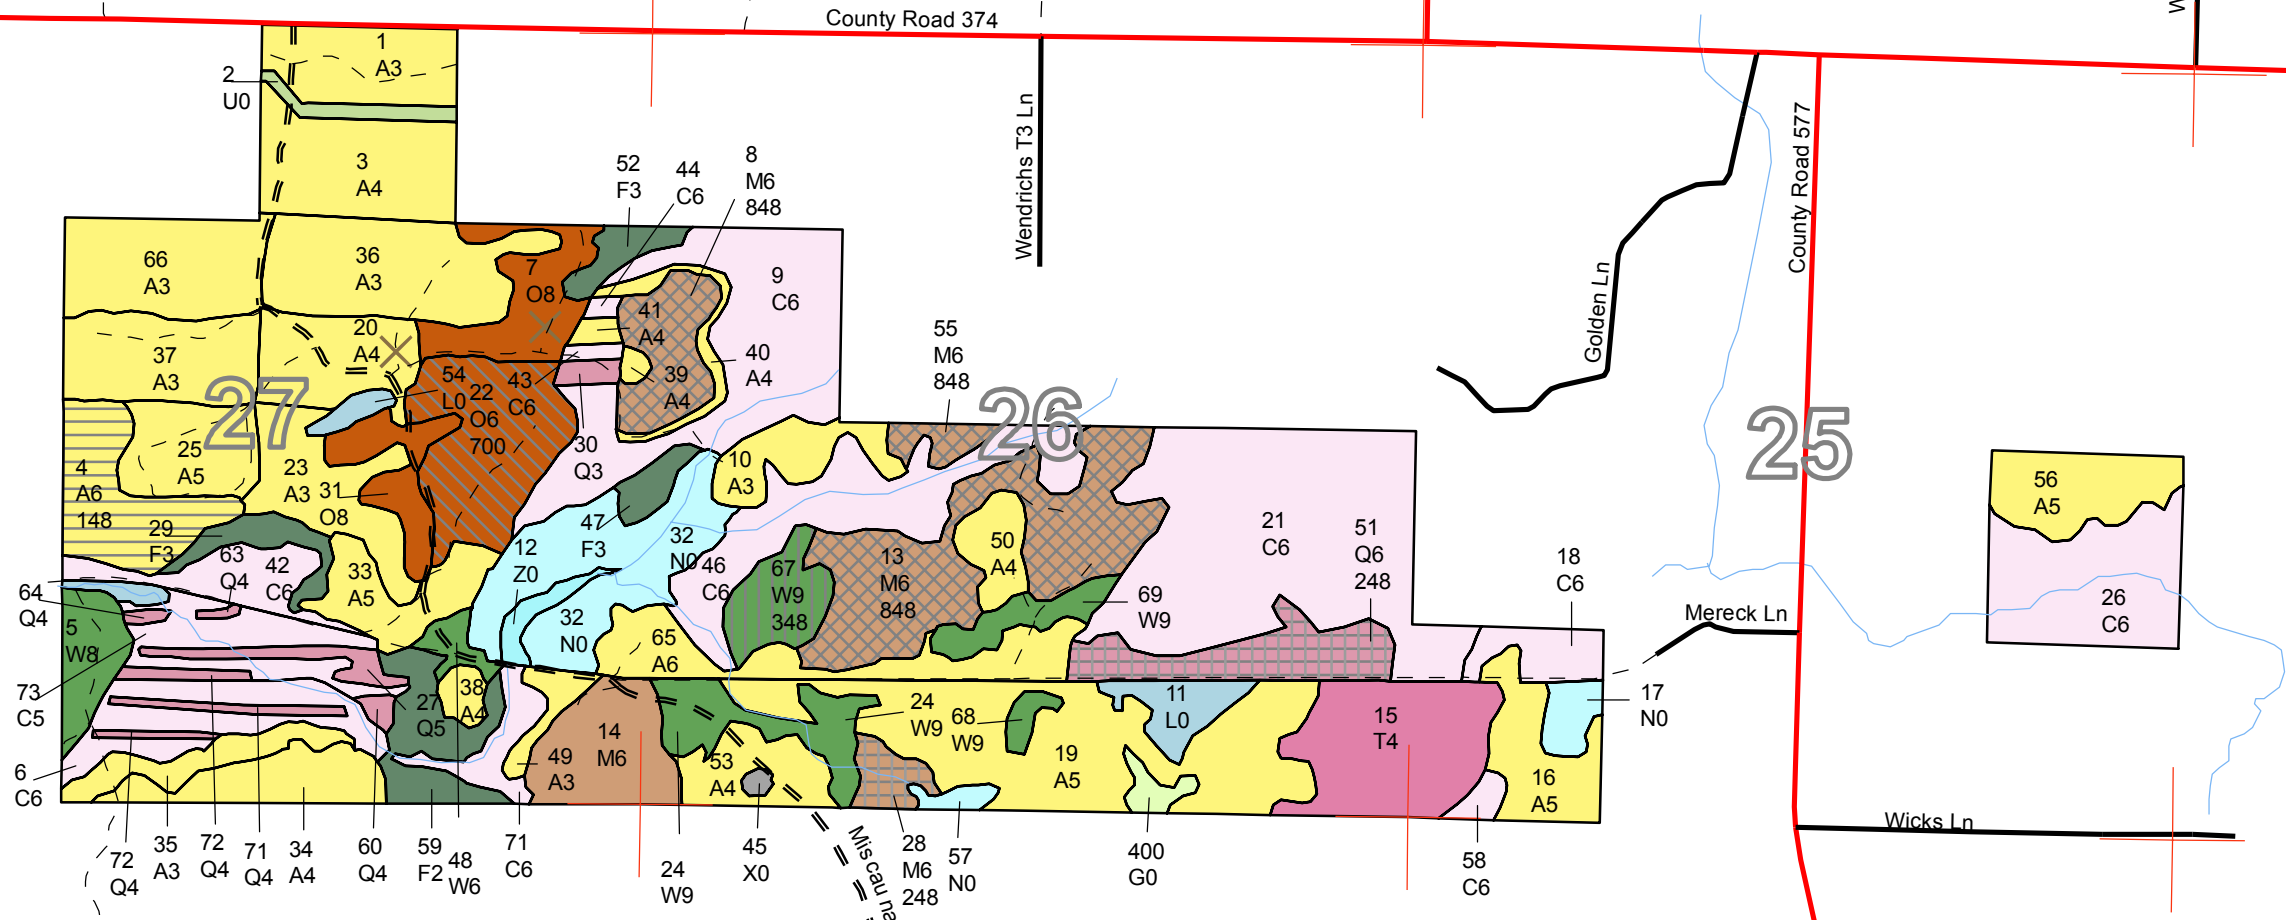 County Road 374
W
1
A3
2
U0
3
A4
Wendrichs T3 Ln
County Road 577
Golden Ln
52
F3
44
C6
8
M6
848
66
A3
36
A3
7
O8
9
C6
41
A4
20
A4
37
A3
40
A4
39
A4
43
C6
54
L0
22
O6
700
55
M6
848
27
26
25
30
Q3
25
A5
4
A6
148
23
A3
31
O8
10
A3
56
A5
29
F3
63
Q4
42
C6
33
A5
47
F3
12
Z0
32
N0
46
C6
67
W9
348
13
M6
848
50
A4
21
C6
51
Q6
248
18
C6
64
Q4
5
W8
32
N0
65
A6
69
W9
Mereck Ln
26
C6
73
C5
27
Q5
38
A4
14
M6
24
W9
68
W9
11
L0
15
T4
17
N0
6
C6
49
A3
53
A4
19
A5
16
A5
Wicks Ln
72
Q4
35
A3
72
Q4
71
Q4
34
A4
60
Q4
59
F2
48
W6
71
C6
24
W9
45
X0
Miscauna
28
M6
248
57
N0
400
G0
58
C6